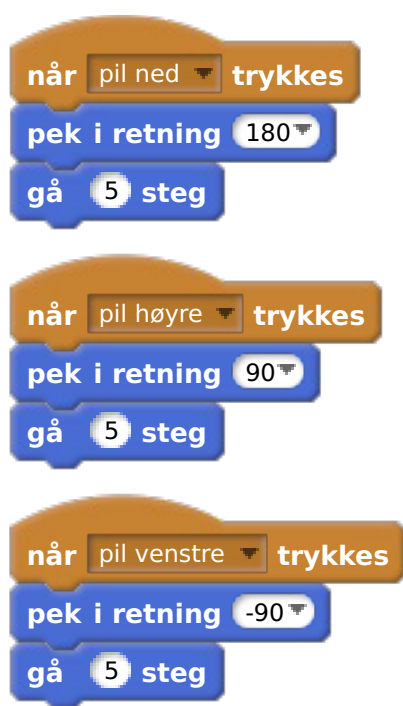 når pil ned trykkes
pek i retning 180
gå 5 steg
når pil høyre trykkes
pek i retning 90
gå 5 steg
når pil venstre trykkes
pek i retning -90
gå 5 steg